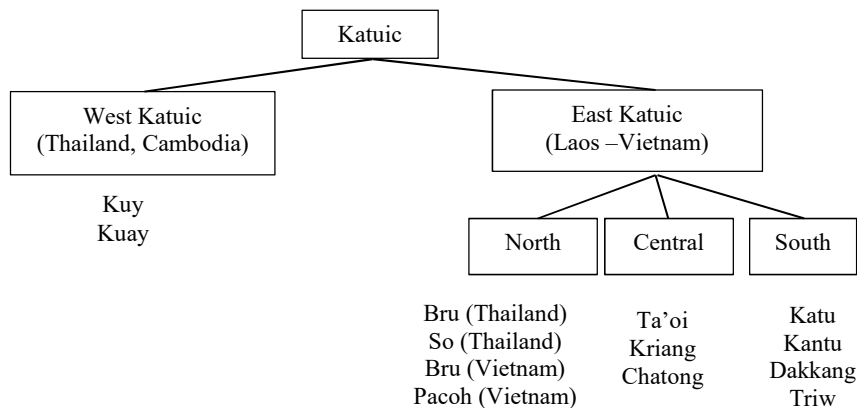 Katuic
West Katuic
(Thailand, Cambodia)
East Katuic
(Laos –Vietnam)
Kuy
Kuay
North
Central
South
Bru (Thailand)
So (Thailand)
Bru (Vietnam)
Pacoh (Vietnam)
Ta’oi
Kriang
Chatong
Katu
Kantu
Dakkang
Triw